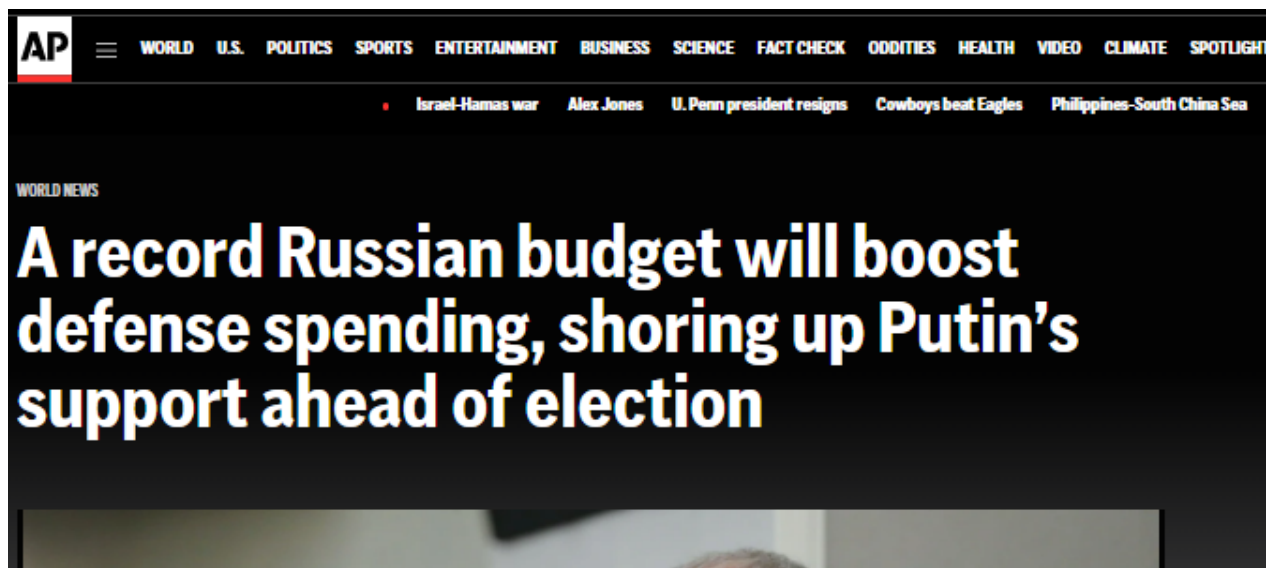 AP WORLD U.S. POLITICS SPORTS ENTERTAINMENT BUSINESS SCIENCE FACT CHECK ODDITIES HEALTH VIDEO CLIMATE SPOTLIGHT
Israel-Hamas war Alex Jones U. Penn president resigns Cowboys beat Eagles Philippines-South China Sea
WORLD NEWS
A record Russian budget will boost
defense spending, shoring up Putin’s
support ahead of election